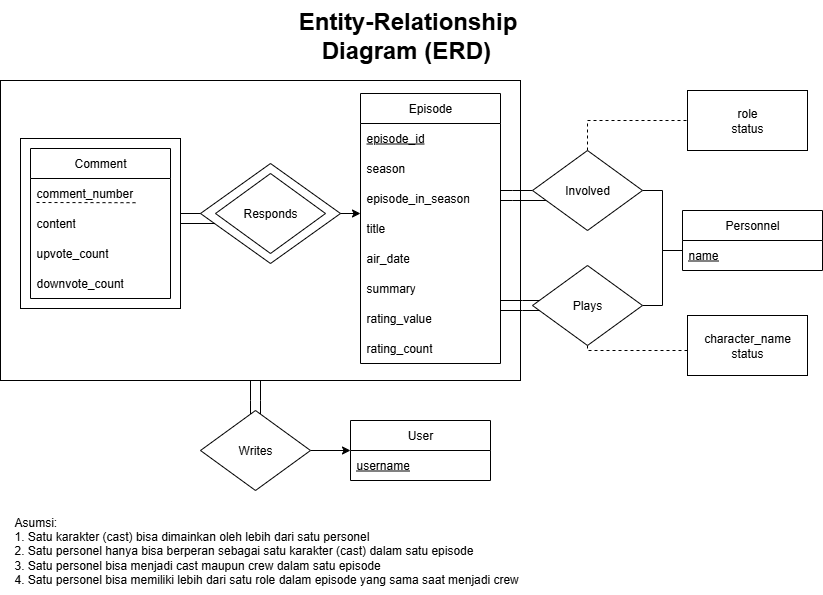 Entity-Relationship
Diagram (ERD)
Comment
comment_number
content
upvote_count
downvote_count
Responds
Episode
episode_id
season
episode_in_season
title
air_date
summary
rating_value
rating_count
Involved
role
status
Personnel
name
Plays
character_name
status
Writes
User
username
Asumsi:
1. Satu karakter (cast) bisa dimainkan oleh lebih dari satu personel
2. Satu personel hanya bisa berperan sebagai satu karakter (cast) dalam satu episode
3. Satu personel bisa menjadi cast maupun crew dalam satu episode
4. Satu personel bisa memiliki lebih dari satu role dalam episode yang sama saat menjadi crew